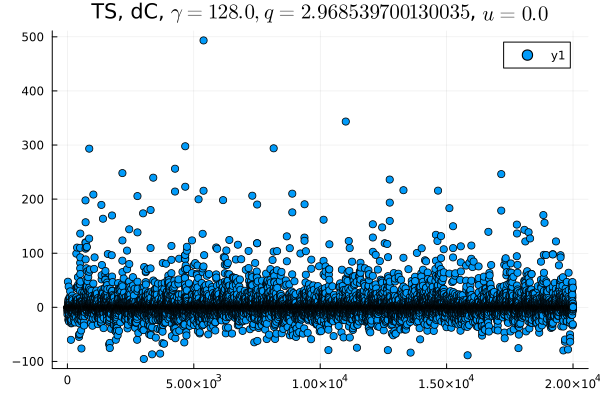 TS, dC, γ = 128.0, q = 2.968539700130035, u = 0.0
y1
500
400
300
200
100
0
−100
0 5.00×10³ 1.00×10⁴ 1.50×10⁴ 2.00×10⁴